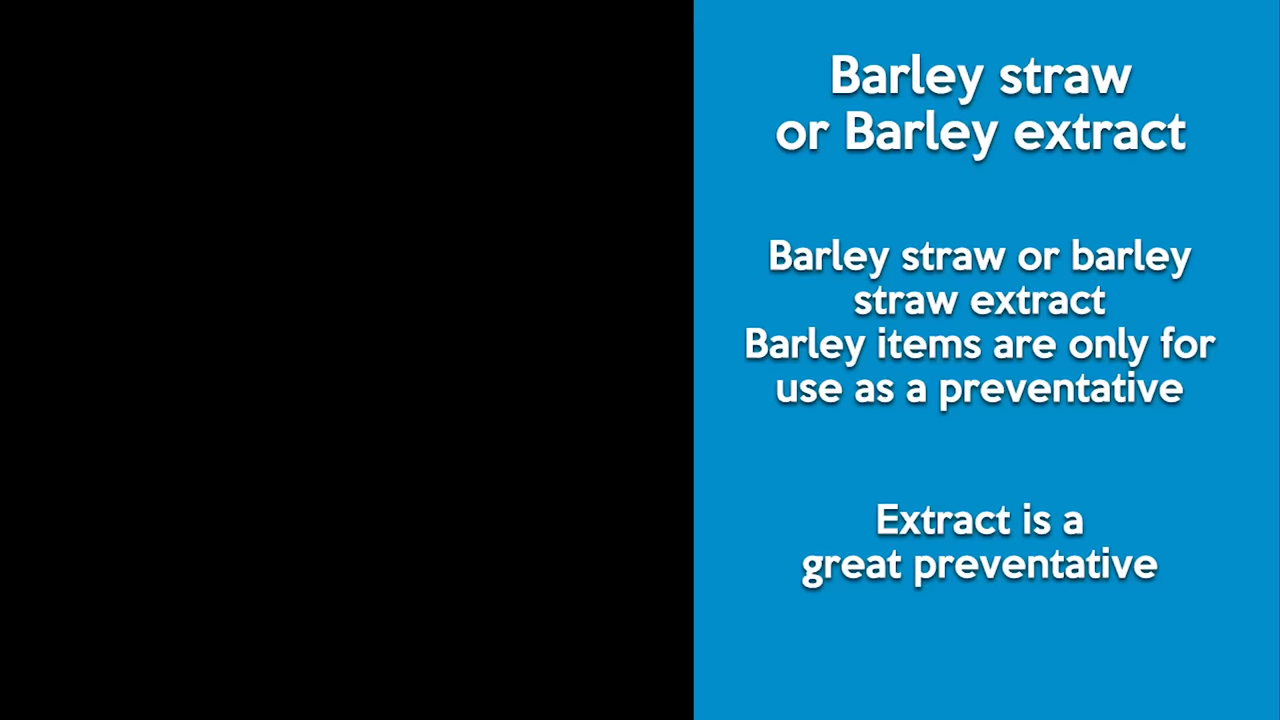 Barley straw
or Barley extract
Barley straw or barley
straw extract
Barley items are only for
use as a preventative
Extract is a
great preventative